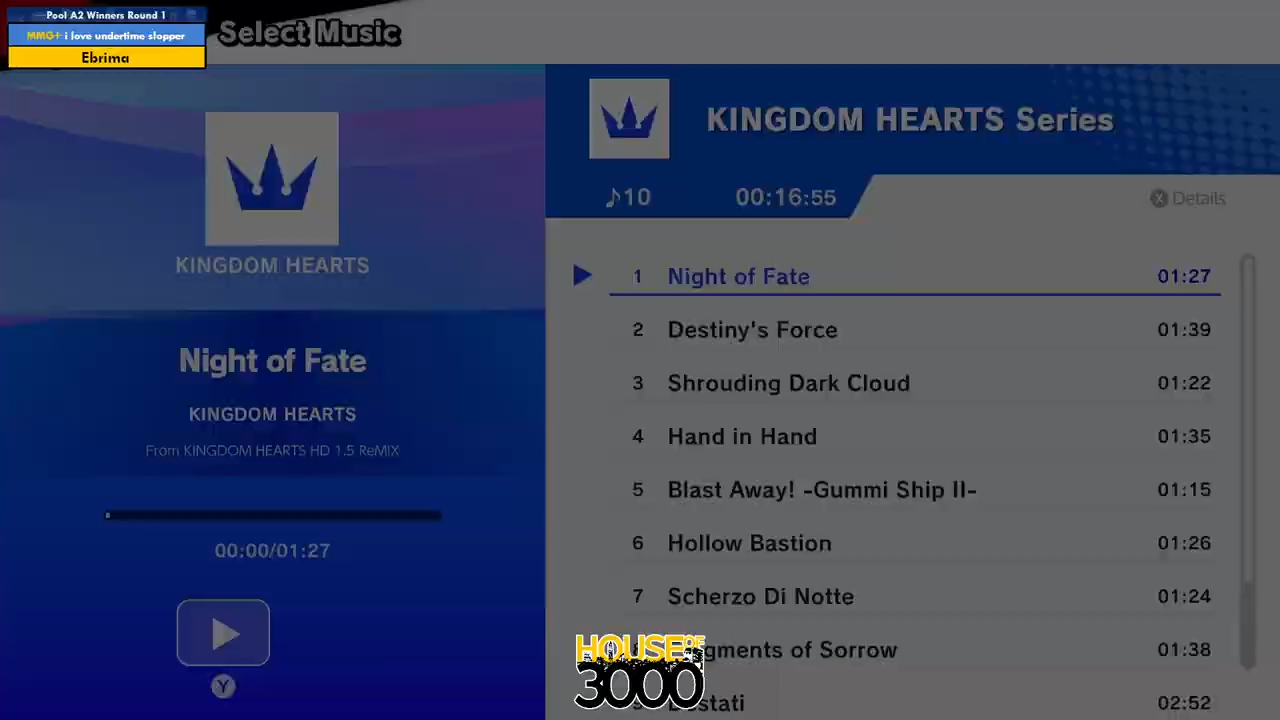 Pool A2 Winners Round 1
MMG+ i love undertime slopper
Ebrima
Select Music
KINGDOM HEARTS
Night of Fate
KINGDOM HEARTS
From KINGDOM HEARTS HD 1.5 ReMIX
00:00/01:27
Y
KINGDOM HEARTS Series
♪10 00:16:55
X Details
1 Night of Fate 01:27
2 Destiny's Force 01:39
3 Shrouding Dark Cloud 01:22
4 Hand in Hand 01:35
5 Blast Away! -Gummi Ship II- 01:15
6 Hollow Bastion 01:26
7 Scherzo Di Notte 01:24
of Sorrow 01:38
02:52
HOUSE OF
3000